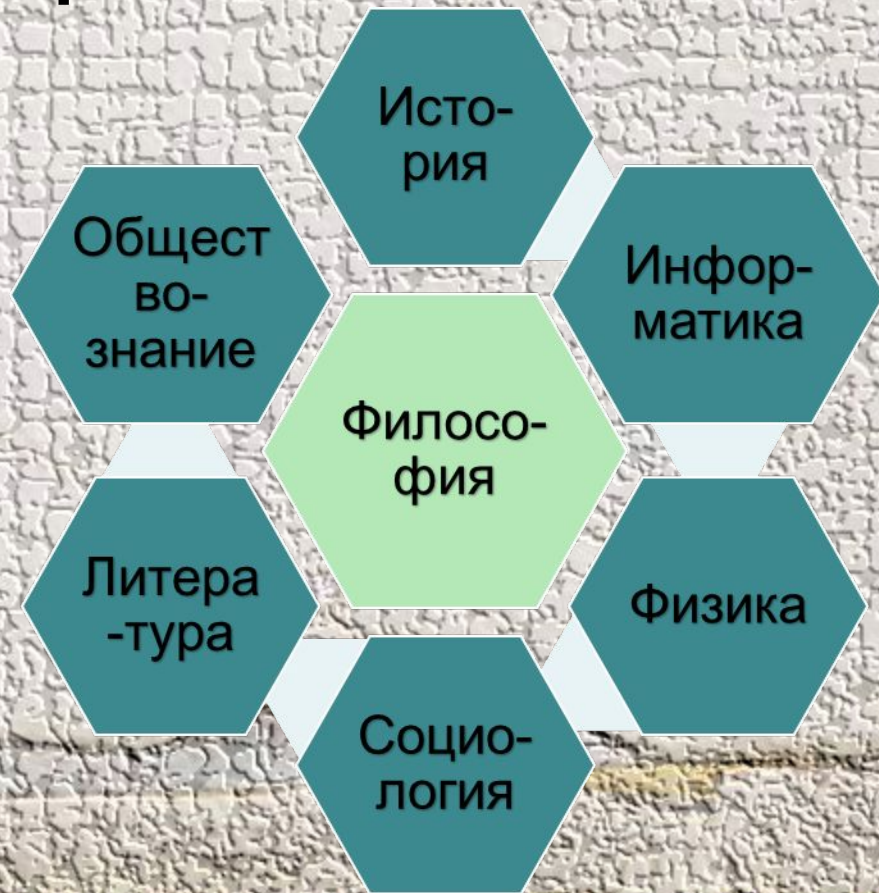 Исто-
рия
Инфор-
матика
Физика
Социо-
логия
Литера
-тура
Общест
во-
знание
Филосо-
фия